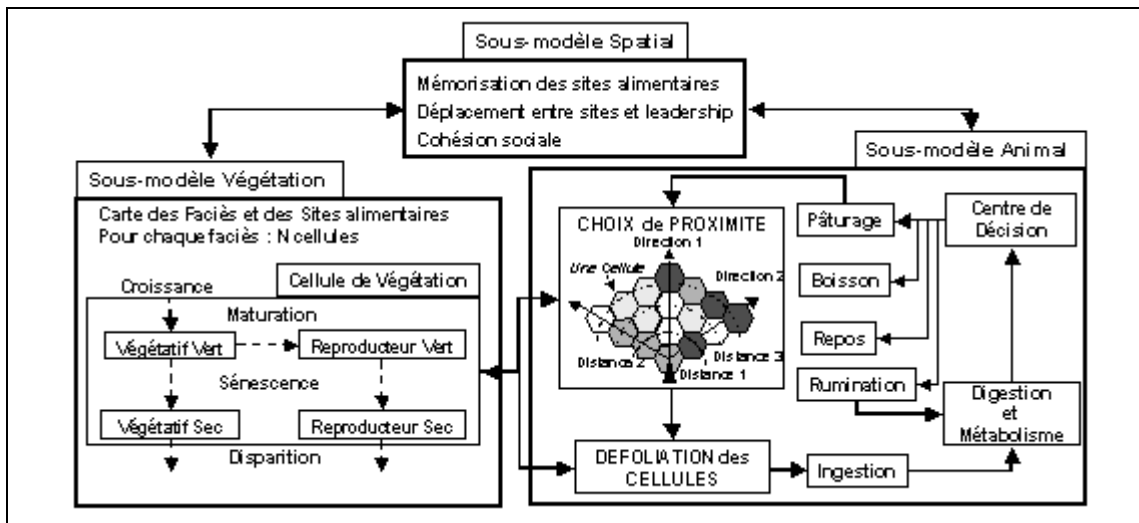 Sous-modèle Spatial
Mémorisation des sites alimentaires
Déplacement entre sites et leadership
Cohésion sociale
Sous-modèle Végétation
Carte des Faciès et des Sites alimentaires
Pour chaque faciès : N cellules
Cellule de Végétation
Croissance
Maturation
Végétatif Vert
Reproducteur Vert
Sénescence
Végétatif Sec
Reproducteur Sec
Disparition
Sous-modèle Animal
CHOIX de PROXIMITE
Direction 1
Une Cellule
Direction 2
Distance 2
Distance 3
Distance 1
Pâturage
Centre de
Décision
Boisson
Repos
Rumination
Digestion
et
Métabolisme
DEFOLIATION des
CELLULES
Ingestion